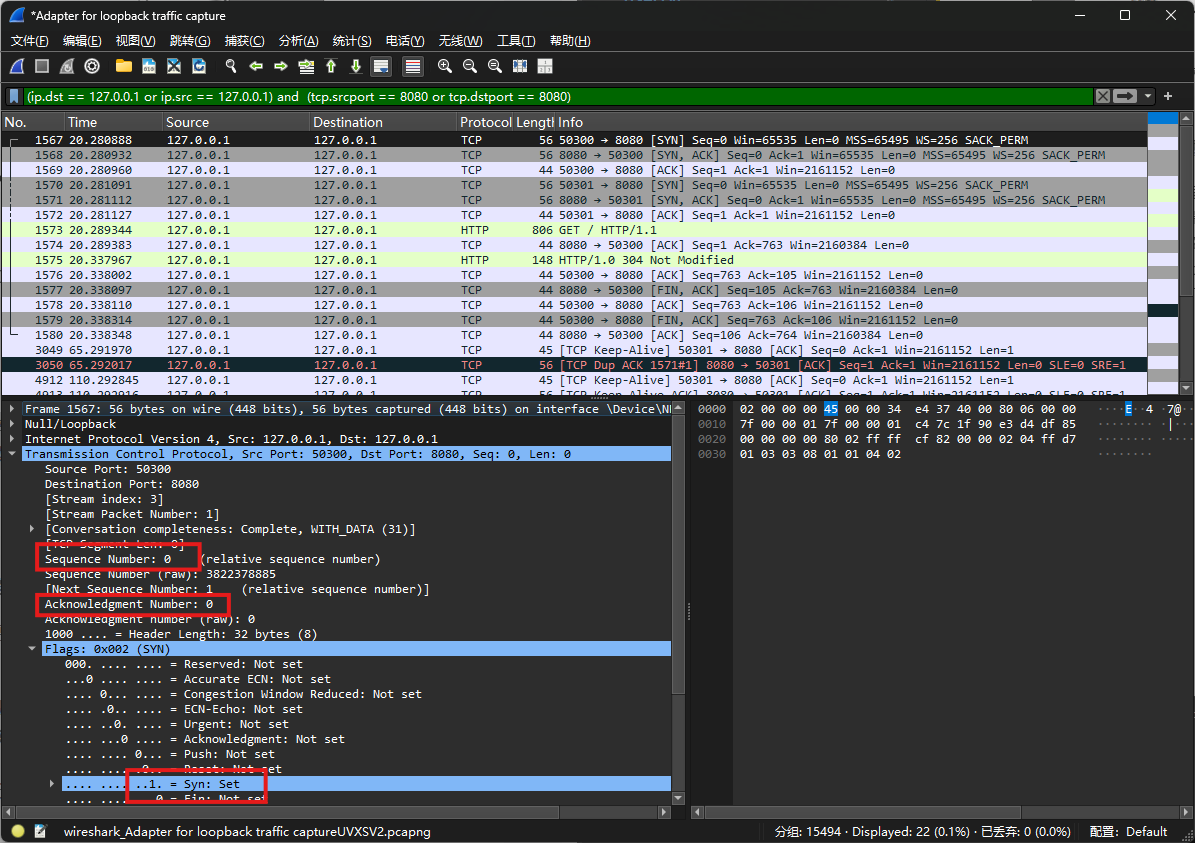 *Adapter for loopback traffic capture
文件(F) 编辑(E) 视图(V) 跳转(G) 捕获(C) 分析(A) 统计(S) 电话(Y) 无线(W) 工具(T) 帮助(H)
(ip.dst == 127.0.0.1 or ip.src == 127.0.0.1) and (tcp.srcport == 8080 or tcp.dstport == 8080)
No. Time Source Destination Protocol Length Info
1567 20.280888 127.0.0.1 127.0.0.1 TCP 56 50300 → 8080 [SYN] Seq=0 Win=65535 Len=0 MSS=65495 WS=256 SACK_PERM
1568 20.280932 127.0.0.1 127.0.0.1 TCP 56 8080 → 50300 [SYN, ACK] Seq=0 Ack=1 Win=65535 Len=0 MSS=65495 WS=256 SACK_PERM
1569 20.280960 127.0.0.1 127.0.0.1 TCP 44 50300 → 8080 [ACK] Seq=1 Ack=1 Win=2161152 Len=0
1570 20.281091 127.0.0.1 127.0.0.1 TCP 56 50301 → 8080 [SYN] Seq=0 Win=65535 Len=0 MSS=65495 WS=256 SACK_PERM
1571 20.281112 127.0.0.1 127.0.0.1 TCP 56 8080 → 50301 [SYN, ACK] Seq=0 Ack=1 Win=65535 Len=0 MSS=65495 WS=256 SACK_PERM
1572 20.281127 127.0.0.1 127.0.0.1 TCP 44 50301 → 8080 [ACK] Seq=1 Ack=1 Win=2161152 Len=0
1573 20.289344 127.0.0.1 127.0.0.1 HTTP 806 GET / HTTP/1.1
1574 20.289383 127.0.0.1 127.0.0.1 TCP 44 8080 → 50300 [ACK] Seq=1 Ack=763 Win=2160384 Len=0
1575 20.337967 127.0.0.1 127.0.0.1 HTTP 148 HTTP/1.0 304 Not Modified
1576 20.338002 127.0.0.1 127.0.0.1 TCP 44 50300 → 8080 [ACK] Seq=763 Ack=105 Win=2161152 Len=0
1577 20.338097 127.0.0.1 127.0.0.1 TCP 44 8080 → 50300 [FIN, ACK] Seq=105 Ack=763 Win=2160384 Len=0
1578 20.338110 127.0.0.1 127.0.0.1 TCP 44 50300 → 8080 [ACK] Seq=763 Ack=106 Win=2161152 Len=0
1579 20.338314 127.0.0.1 127.0.0.1 TCP 44 50300 → 8080 [FIN, ACK] Seq=763 Ack=106 Win=2161152 Len=0
1580 20.338348 127.0.0.1 127.0.0.1 TCP 44 8080 → 50300 [ACK] Seq=106 Ack=764 Win=2160384 Len=0
3049 65.291970 127.0.0.1 127.0.0.1 TCP 45 [TCP Keep-Alive] 50301 → 8080 [ACK] Seq=0 Ack=1 Win=2161152 Len=1
3050 65.292017 127.0.0.1 127.0.0.1 TCP 56 [TCP Dup ACK 1571#1] 8080 → 50301 [ACK] Seq=1 Ack=1 Win=2161152 Len=0 SLE=0 SRE=1
4912 110.292845 127.0.0.1 127.0.0.1 TCP 45 [TCP Keep-Alive] 50301 → 8080 [ACK] Seq=0 Ack=1 Win=2161152 Len=1
Frame 1567: 56 bytes on wire (448 bits), 56 bytes captured (448 bits) on interface \Device\N
Null/Loopback
Internet Protocol Version 4, Src: 127.0.0.1, Dst: 127.0.0.1
Transmission Control Protocol, Src Port: 50300, Dst Port: 8080, Seq: 0, Len: 0
Source Port: 50300
Destination Port: 8080
[Stream index: 3]
[Stream Packet Number: 1]
[Conversation completeness: Complete, WITH_DATA (31)]
[TCP Segment Len: 0]
Sequence Number: 0 (relative sequence number)
Sequence Number (raw): 3822378885
[Next Sequence Number: 1 (relative sequence number)]
Acknowledgment Number: 0
Acknowledgment number (raw): 0
1000 .... = Header Length: 32 bytes (8)
Flags: 0x002 (SYN)
000. .... .... = Reserved: Not set
...0 .... .... = Accurate ECN: Not set
.... 0... .... = Congestion Window Reduced: Not set
.... .0.. .... = ECN-Echo: Not set
.... ..0. .... = Urgent: Not set
.... ...0 .... = Acknowledgment: Not set
.... .... 0... = Push: Not set
.... .... .0.. = Reset: Not set
.... .... ..1. = Syn: Set
.... .... ...0 = Fin: Not set
0000 02 00 00 00 45 00 00 34 e4 37 40 00 80 06 00 00 ····E··4 ·7@·····
0010 7f 00 00 01 7f 00 00 01 c4 7c 1f 90 e3 d4 df 85 ········ ·|······
0020 00 00 00 00 80 02 ff ff cf 82 00 00 02 04 ff d7 ········ ········
0030 01 03 03 08 01 01 04 02 ········
wireshark_Adapter for loopback traffic captureUVXSV2.pcapng
分组: 15494 · Displayed: 22 (0.1%) · 已丢弃: 0 (0.0%)
配置: Default